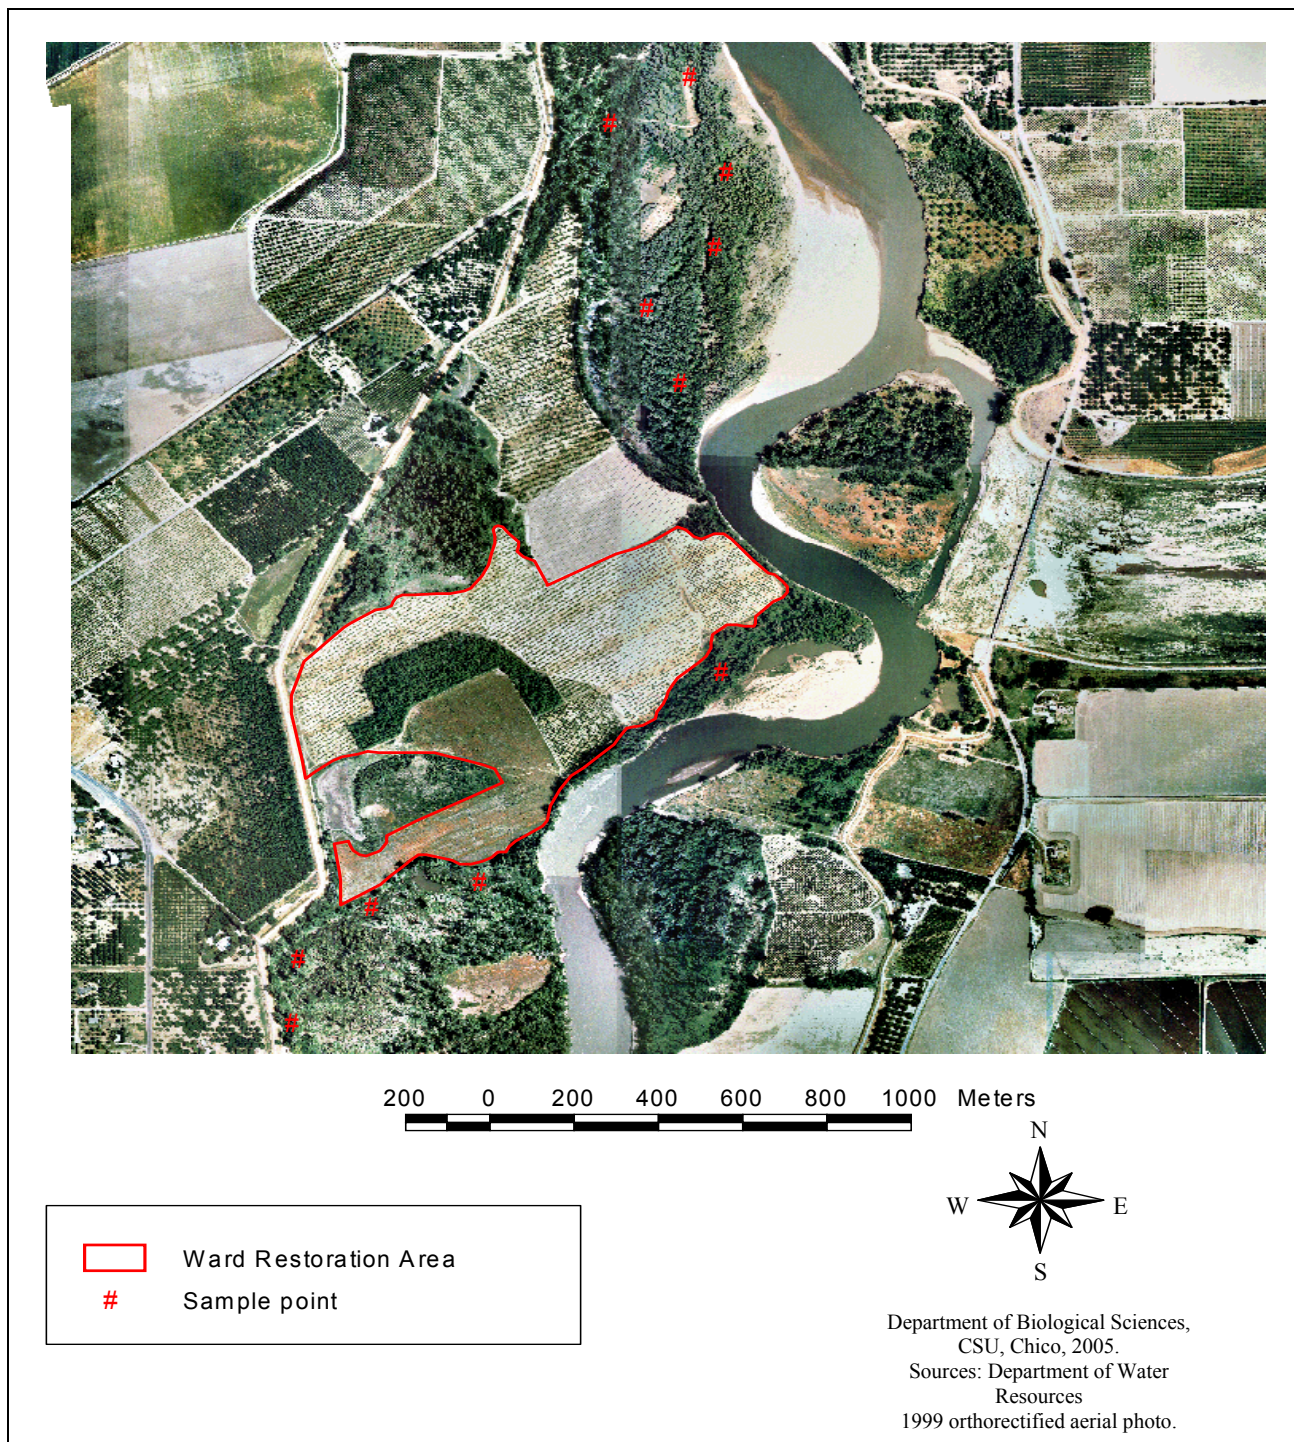 #
#
#
#
#
#
#
#
#
#
#
200 0 200 400 600 800 1000 Meters
N
W E
S
Ward Restoration Area
# Sample point
Department of Biological Sciences,
CSU, Chico, 2005.
Sources: Department of Water
Resources
1999 orthorectified aerial photo.